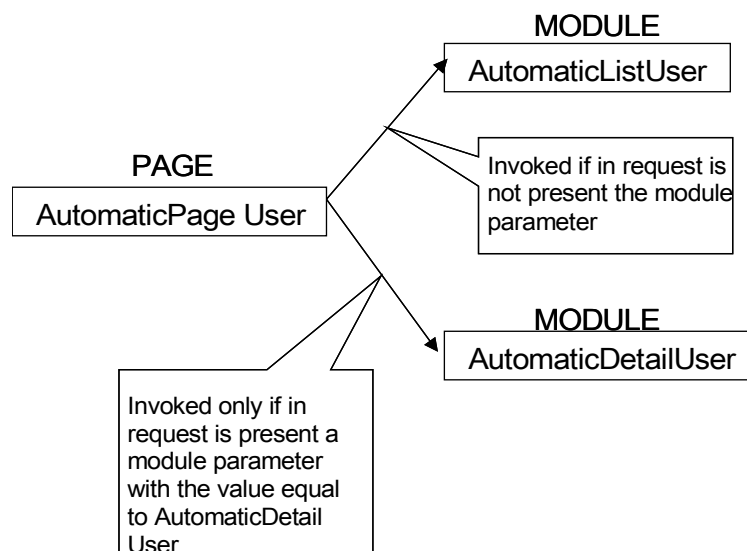 MODULE
AutomaticListUser
Invoked if in request is
not present the module
parameter
PAGE
AutomaticPage User
MODULE
AutomaticDetailUser
Invoked only if in
request is present a
module parameter
with the value equal
to AutomaticDetail
User